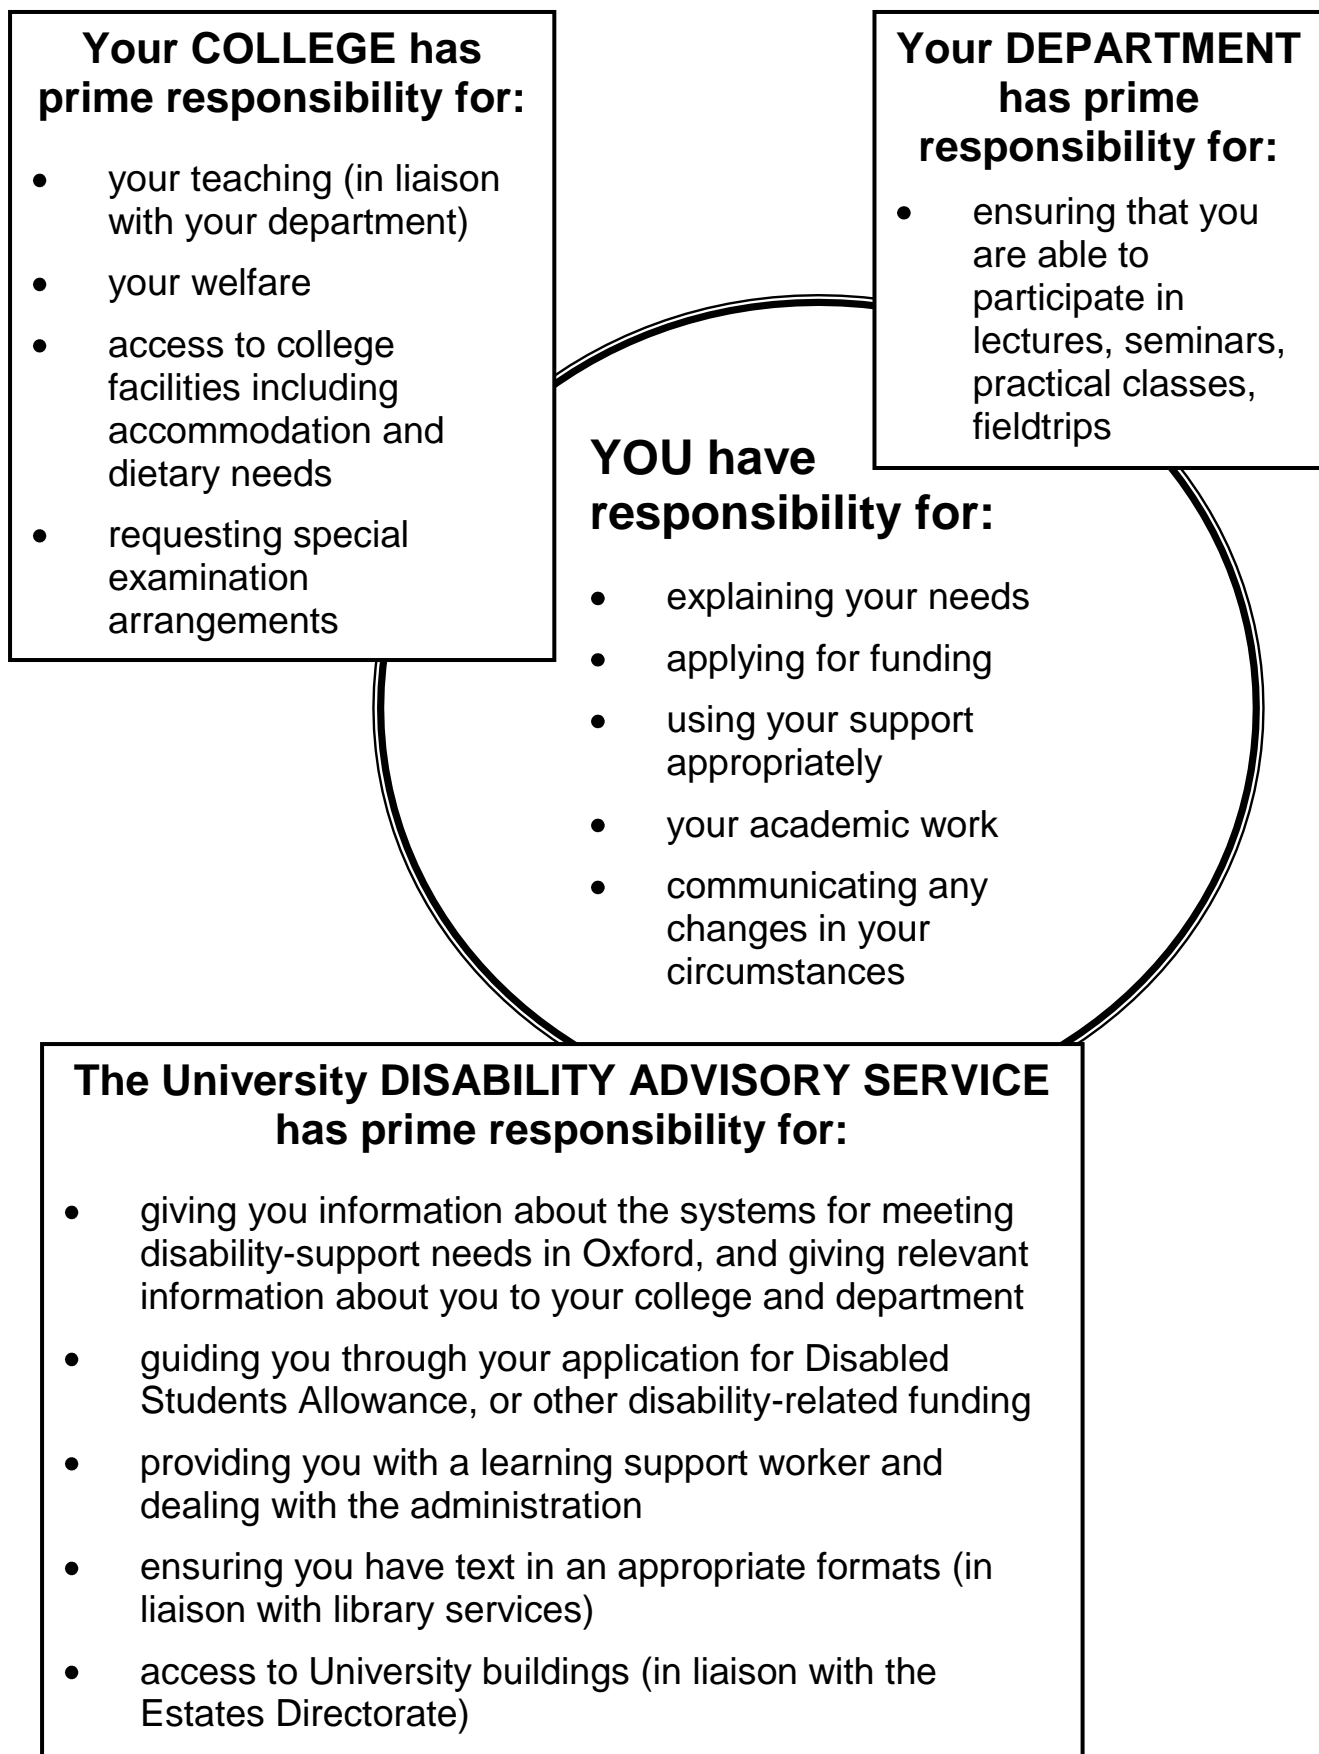 Your COLLEGE has
prime responsibility for:
• your teaching (in liaison
with your department)
• your welfare
• access to college
facilities including
accommodation and
dietary needs
• requesting special
examination
arrangements
Your DEPARTMENT
has prime
responsibility for:
• ensuring that you
are able to
participate in
lectures, seminars,
practical classes,
fieldtrips
YOU have
responsibility for:
• explaining your needs
• applying for funding
• using your support
appropriately
• your academic work
• communicating any
changes in your
circumstances
The University DISABILITY ADVISORY SERVICE
has prime responsibility for:
• giving you information about the systems for meeting
disability-support needs in Oxford, and giving relevant
information about you to your college and department
• guiding you through your application for Disabled
Students Allowance, or other disability-related funding
• providing you with a learning support worker and
dealing with the administration
• ensuring you have text in an appropriate formats (in
liaison with library services)
• access to University buildings (in liaison with the
Estates Directorate)